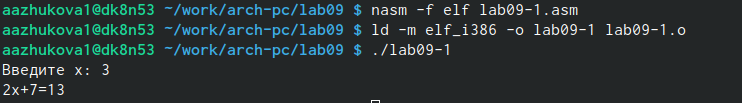 aazhukova1@dk8n53 ~/work/arch-pc/lab09 $ nasm -f elf lab09-1.asm
aazhukova1@dk8n53 ~/work/arch-pc/lab09 $ ld -m elf_i386 -o lab09-1 lab09-1.o
aazhukova1@dk8n53 ~/work/arch-pc/lab09 $ ./lab09-1
Введите x: 3
2x+7=13